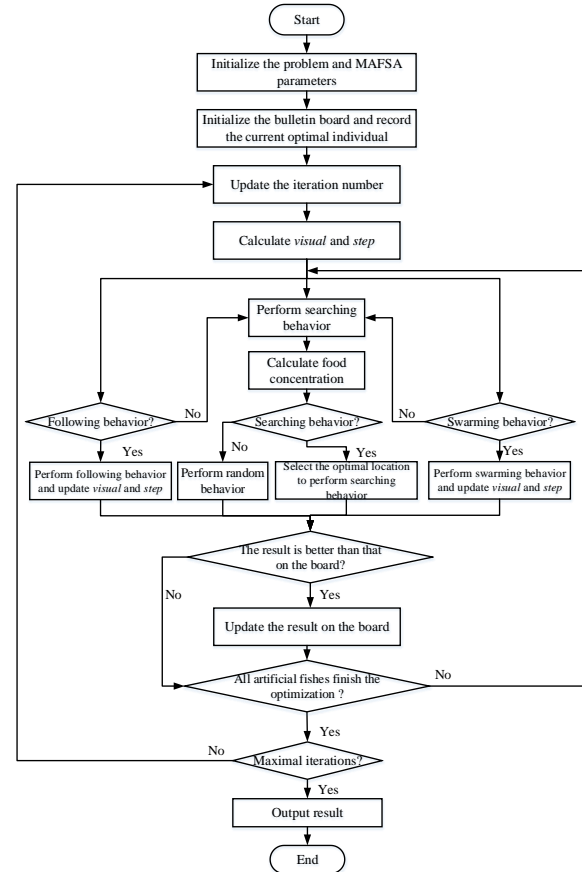 Start
Initialize the problem and MAFSA
parameters
Initialize the bulletin board and record
the current optimal individual
Update the iteration number
Calculate visual and step
Perform searching
behavior
Calculate food
concentration
Following behavior?
No
Searching behavior?
No
Swarming behavior?
Yes
No
Yes
Yes
Perform following behavior
and update visual and step
Perform random
behavior
Select the optimal location
to perform searching
behavior
Perform swarming behavior
and update visual and step
The result is better than that
on the board?
No
Yes
Update the result on the board
All artificial fishes finish the
optimization ?
No
Yes
No
Maximal iterations?
Yes
Output result
End